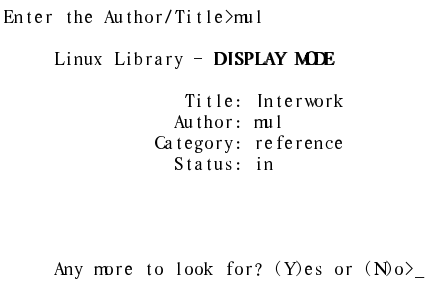 Enter the Author/Title>mul
Linux Library - DISPLAY MODE
Title: Interwork
Author: mul
Category: reference
Status: in
Any more to look for? (Y)es or (N)o>_